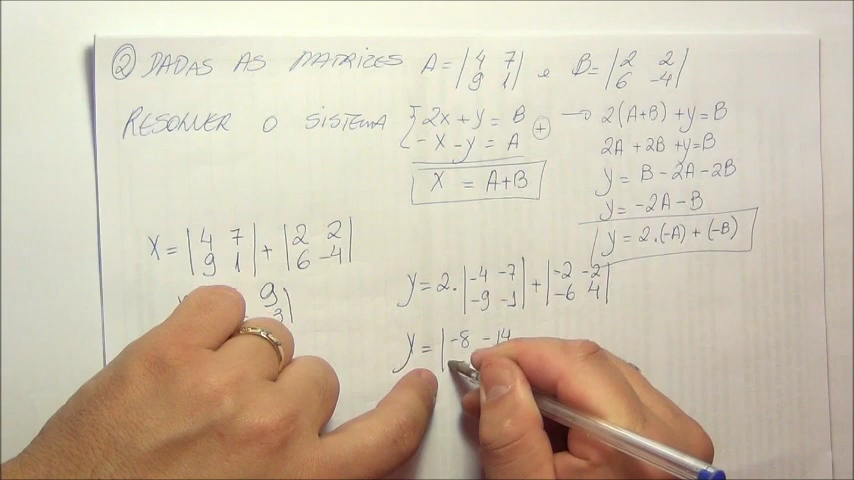 ② DADAS AS MATRIZES A = |4 7| e B = |2 2|
|9 1| |6 -4|
RESOLVER O SISTEMA { 2x + y = B
-x - y = A ⊕
x = A+B
→ 2(A+B) + y = B
2A + 2B + y = B
y = B - 2A - 2B
y = -2A - B
y = 2.(-A) + (-B)
x = |4 7| + |2 2|
|9 1| |6 -4|
9
y = 2. |-4 -7| + |-2 -2|
|-9 -1| |-6 4|
y = |-8 -14